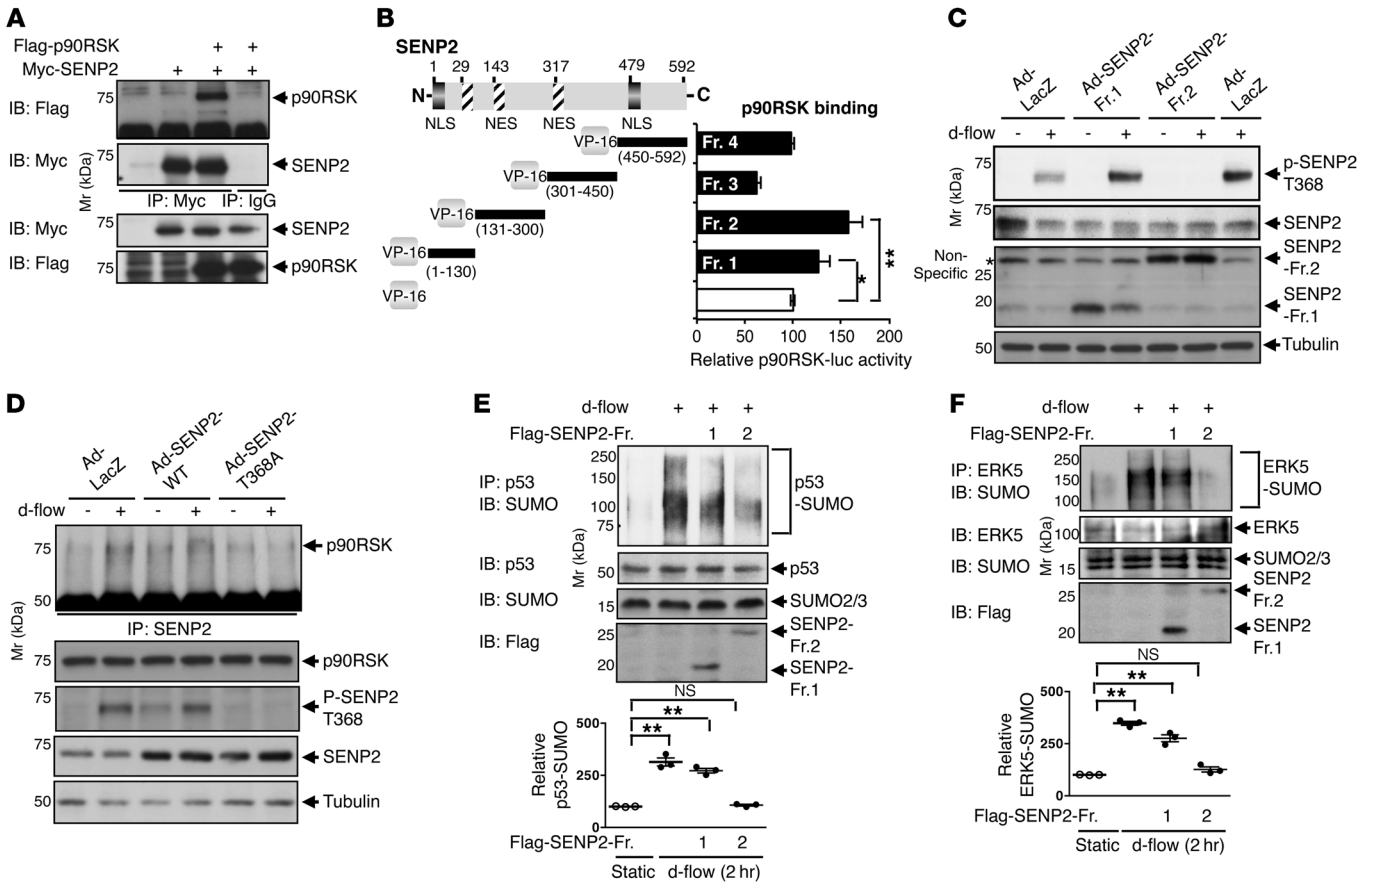 A
Flag-p90RSK + +
Myc-SENP2 + + +
IB: Flag 75 p90RSK
IB: Myc 75 SENP2
Mr (kDa)
IP: Myc IP: IgG
IB: Myc 75 SENP2
IB: Flag 75 p90RSK
B
SENP2
1 29 143 317 479 592
N C
NLS NES NES NLS
p90RSK binding
VP-16 (450-592) Fr. 4
VP-16 (301-450) Fr. 3
VP-16 (131-300) Fr. 2
VP-16 (1-130) Fr. 1
VP-16
* **
0 50 100 150 200
Relative p90RSK-luc activity
C
Ad-LacZ
Ad-SENP2-Fr.1
Ad-SENP2-Fr.2
Ad-LacZ
d-flow - + - + - + +
Mr (kDa)
75 p-SENP2
T368
75 SENP2
Non-
Specific
* SENP2
-Fr.2
25
20 SENP2
-Fr.1
50 Tubulin
D
Ad-LacZ
Ad-SENP2-WT
Ad-SENP2-T368A
d-flow - + - + - +
Mr (kDa)
75 p90RSK
50
IP: SENP2
75 p90RSK
75 P-SENP2
T368
75 SENP2
50 Tubulin
E
d-flow + + +
Flag-SENP2-Fr. 1 2
IP: p53
IB: SUMO
250
150
100
75
p53
-SUMO
Mr (kDa)
IB: p53 50 p53
IB: SUMO 15 SUMO2/3
IB: Flag 25 SENP2-
Fr.2
20 SENP2-
Fr.1
NS
**
**
Relative
p53-SUMO
500
250
0
Flag-SENP2-Fr. 1 2
Static d-flow (2 hr)
F
d-flow + + +
Flag-SENP2-Fr. 1 2
IP: ERK5
IB: SUMO
250
150
100
ERK5
-SUMO
Mr (kDa)
IB: ERK5 100 ERK5
IB: SUMO 15 SUMO2/3
IB: Flag 25 SENP2
Fr.2
20 SENP2
Fr.1
NS
**
**
Relative
ERK5-SUMO
500
250
0
Flag-SENP2-Fr. 1 2
Static d-flow (2 hr)